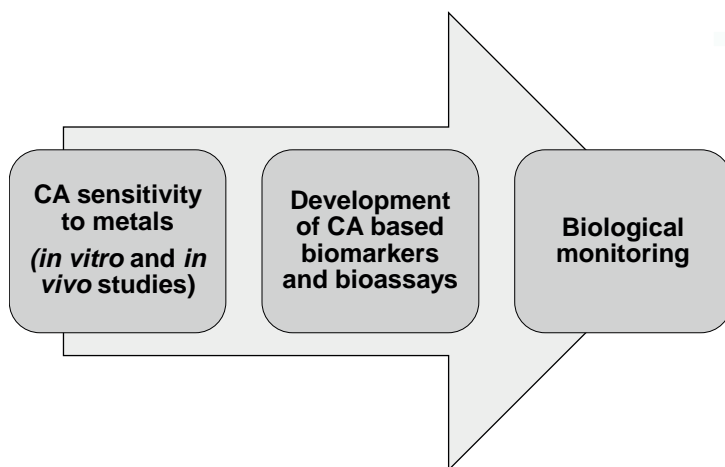 CA sensitivity
to metals
(in vitro and in
vivo studies)
Development
of CA based
biomarkers
and bioassays
Biological
monitoring